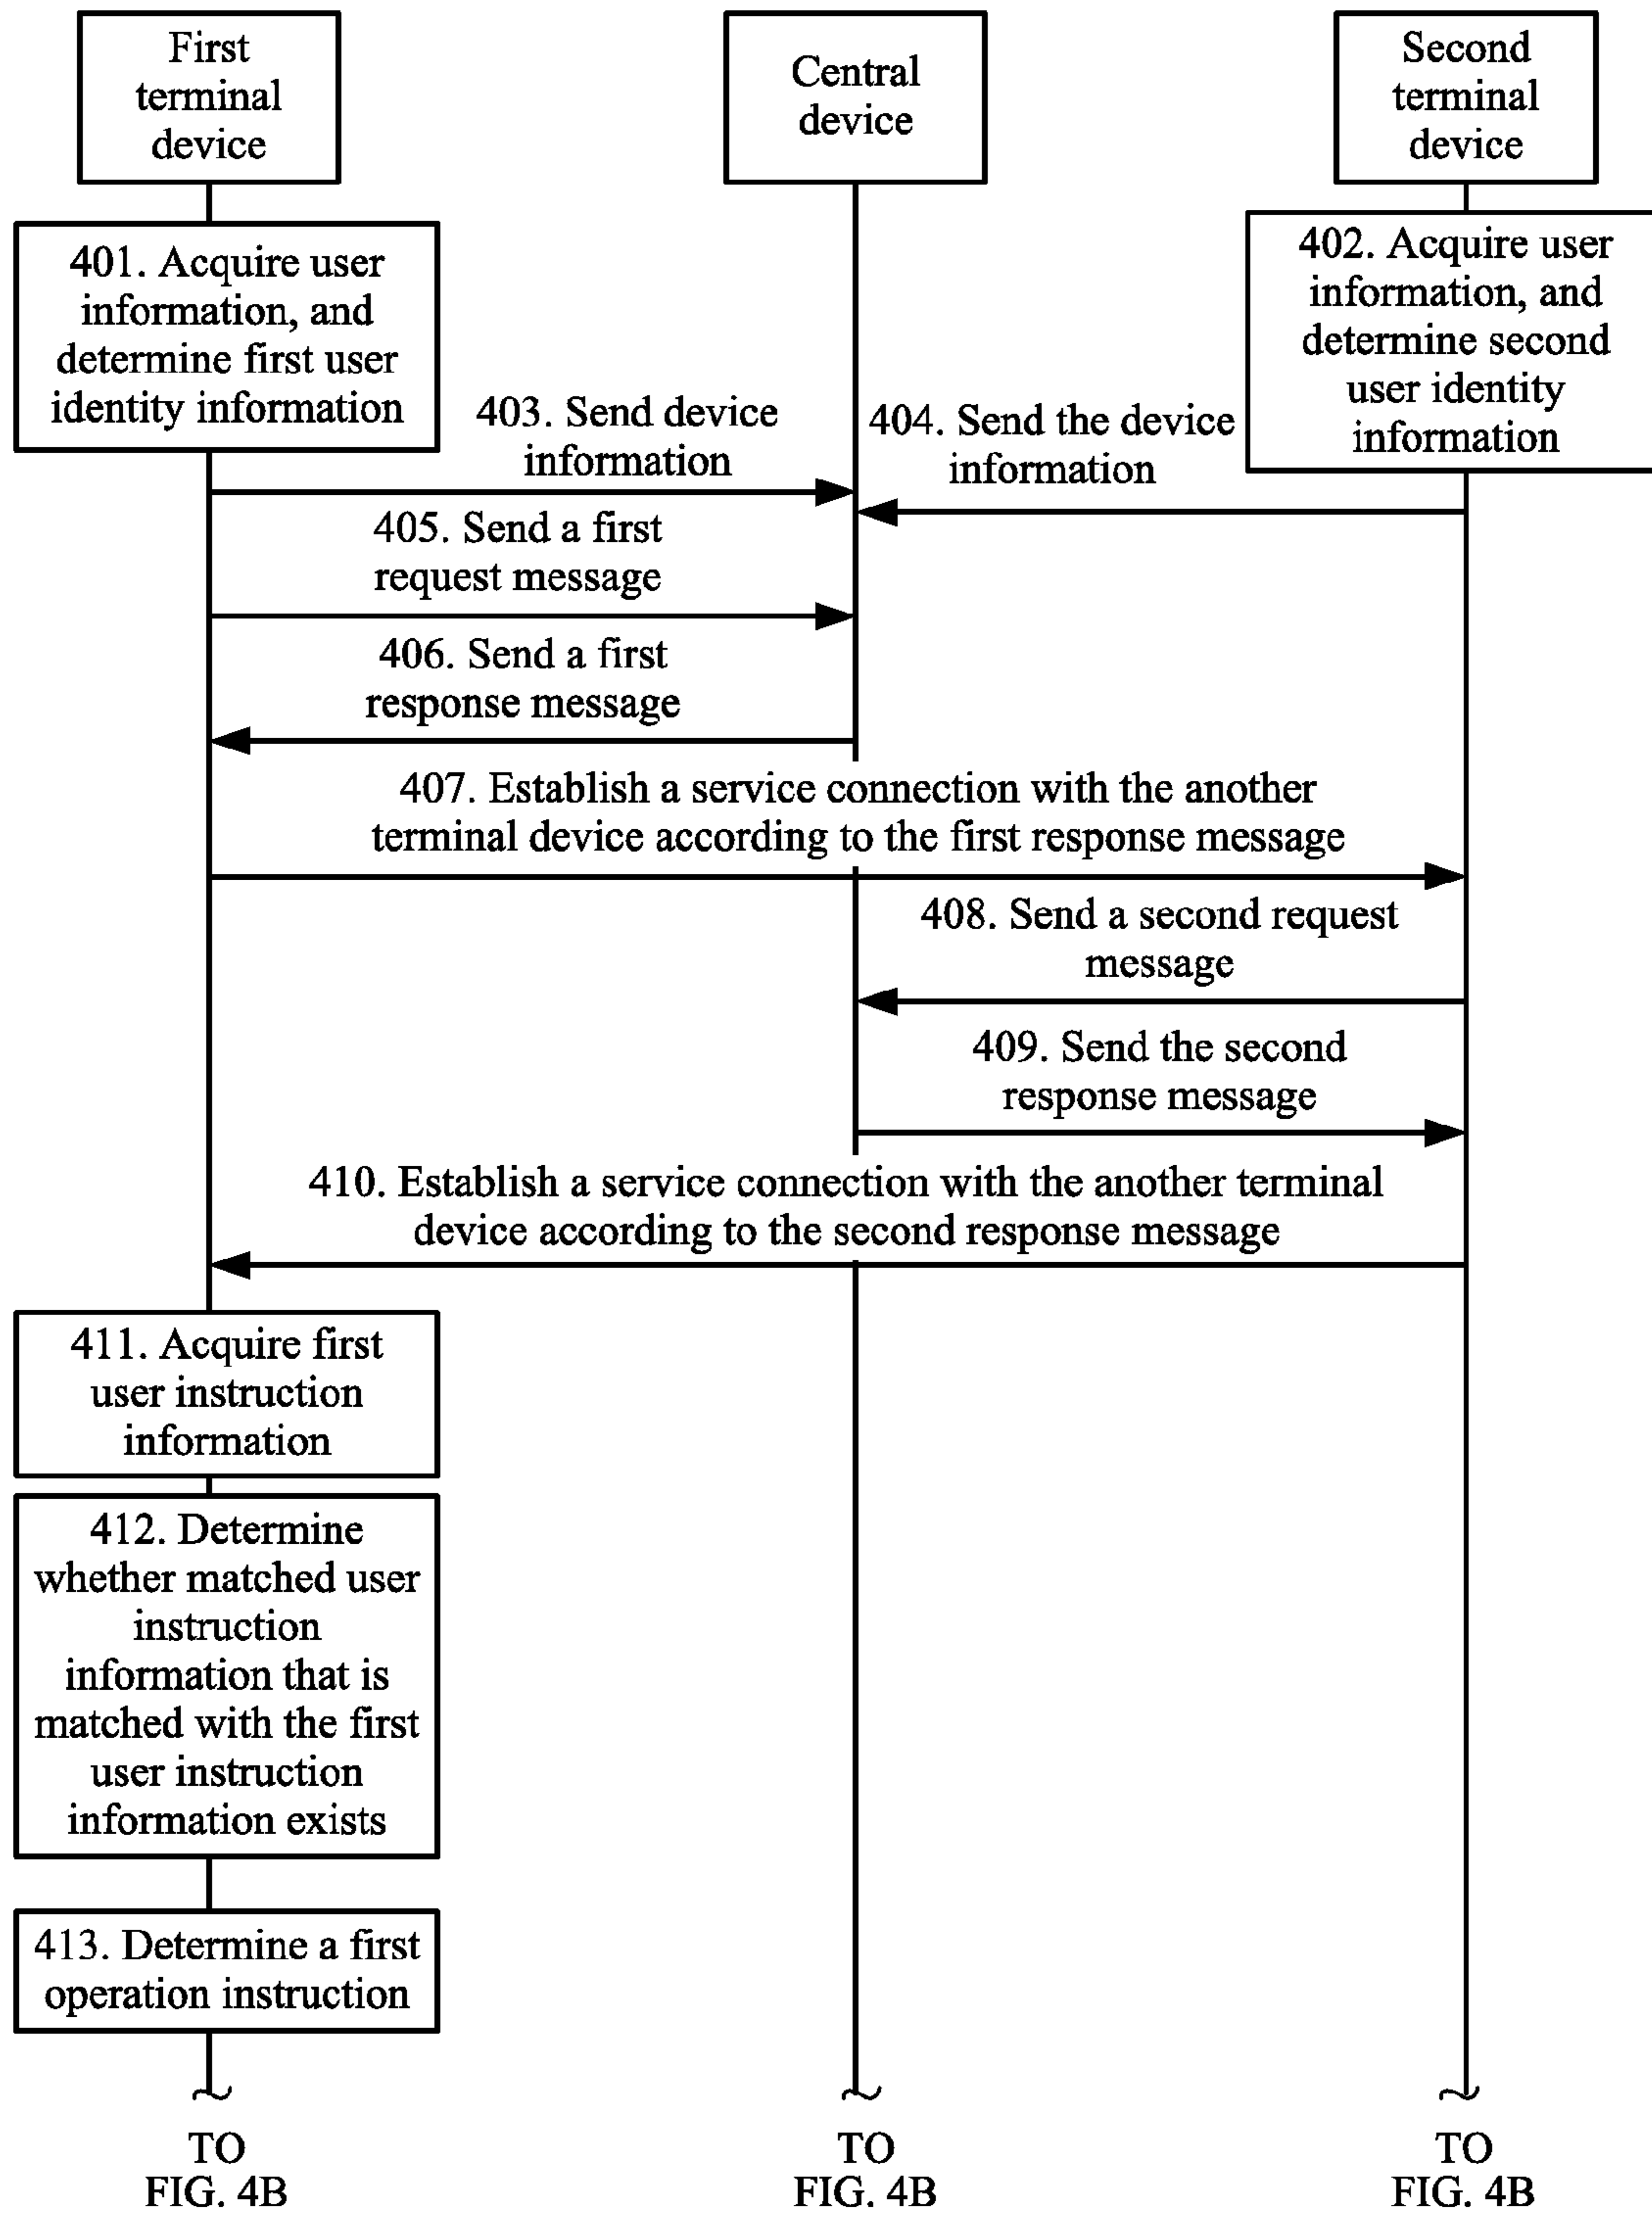 First
terminal
device
Central
device
Second
terminal
device
401. Acquire user
information, and
determine first user
identity information
402. Acquire user
information, and
determine second
user identity
information
403. Send device
information
404. Send the device
information
405. Send a first
request message
406. Send a first
response message
407. Establish a service connection with the another
terminal device according to the first response message
408. Send a second request
message
409. Send the second
response message
410. Establish a service connection with the another terminal
device according to the second response message
411. Acquire first
user instruction
information
412. Determine
whether matched user
instruction
information that is
matched with the first
user instruction
information exists
413. Determine a first
operation instruction
TO
FIG. 4B
TO
FIG. 4B
TO
FIG. 4B